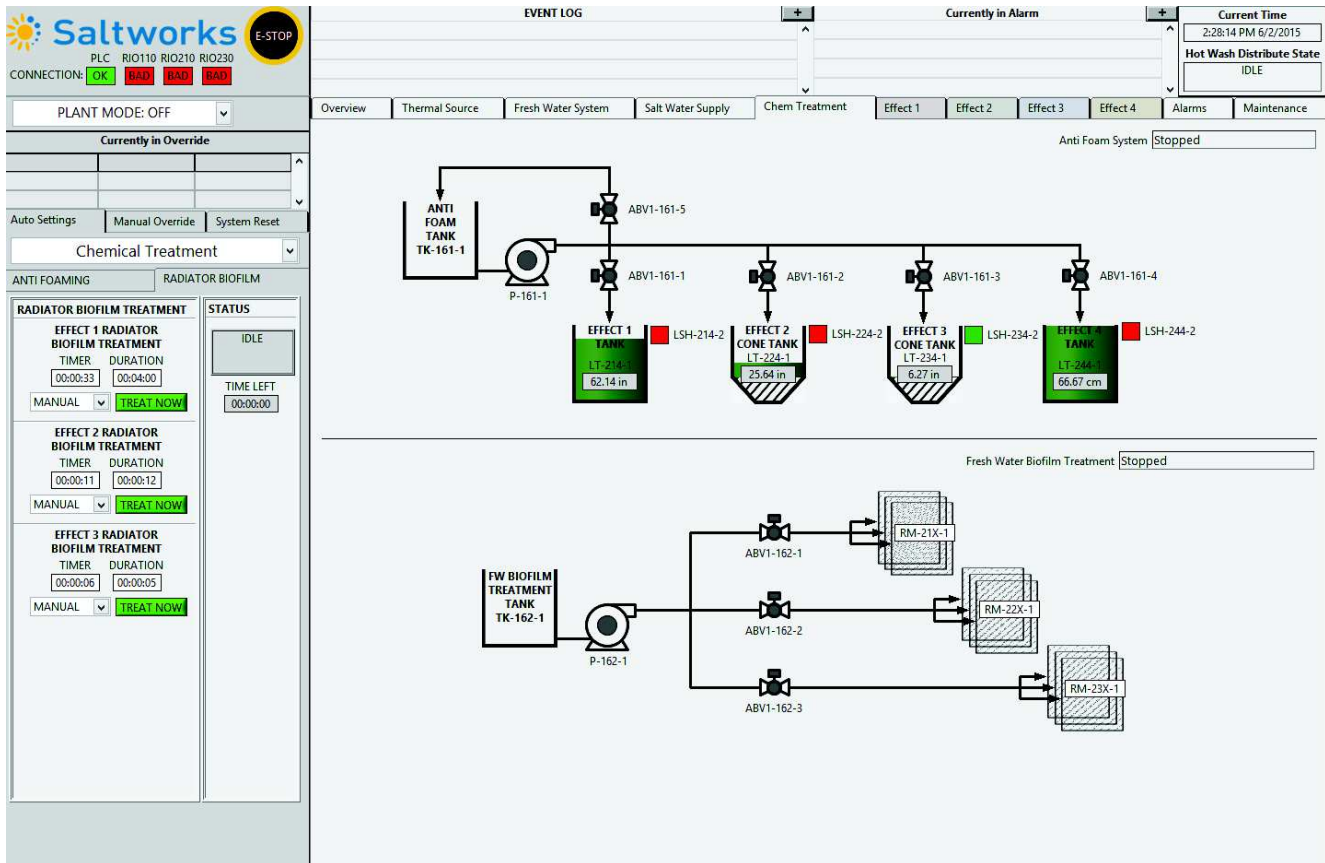 Saltworks
E-STOP
PLC RIO110 RIO210 RIO230
CONNECTION: OK BAD BAD BAD
PLANT MODE: OFF
Currently in Override
Auto Settings Manual Override System Reset
Chemical Treatment
ANTI FOAMING RADIATOR BIOFILM
RADIATOR BIOFILM TREATMENT
EFFECT 1 RADIATOR
BIOFILM TREATMENT
TIMER DURATION
00:00:33 00:04:00
MANUAL TREAT NOW
EFFECT 2 RADIATOR
BIOFILM TREATMENT
TIMER DURATION
00:00:11 00:00:12
MANUAL TREAT NOW
EFFECT 3 RADIATOR
BIOFILM TREATMENT
TIMER DURATION
00:00:06 00:00:05
MANUAL TREAT NOW
STATUS
IDLE
TIME LEFT
00:00:00
EVENT LOG +
Currently in Alarm +
Current Time
2:28:14 PM 6/2/2015
Hot Wash Distribute State
IDLE
Overview Thermal Source Fresh Water System Salt Water Supply Chem Treatment Effect 1 Effect 2 Effect 3 Effect 4 Alarms Maintenance
Anti Foam System Stopped
ANTI
FOAM
TANK
TK-161-1
P-161-1
ABV1-161-5
ABV1-161-1
ABV1-161-2
ABV1-161-3
ABV1-161-4
EFFECT 1
TANK
LT-214-1
62.14 in
LSH-214-2
EFFECT 2
CONE TANK
LT-224-1
25.64 in
LSH-224-2
EFFECT 3
CONE TANK
LT-234-1
6.27 in
LSH-234-2
EFFECT 4
TANK
LT-244-1
66.67 cm
LSH-244-2
Fresh Water Biofilm Treatment Stopped
FW BIOFILM
TREATMENT
TANK
TK-162-1
P-162-1
ABV1-162-1
RM-21X-1
ABV1-162-2
RM-22X-1
ABV1-162-3
RM-23X-1